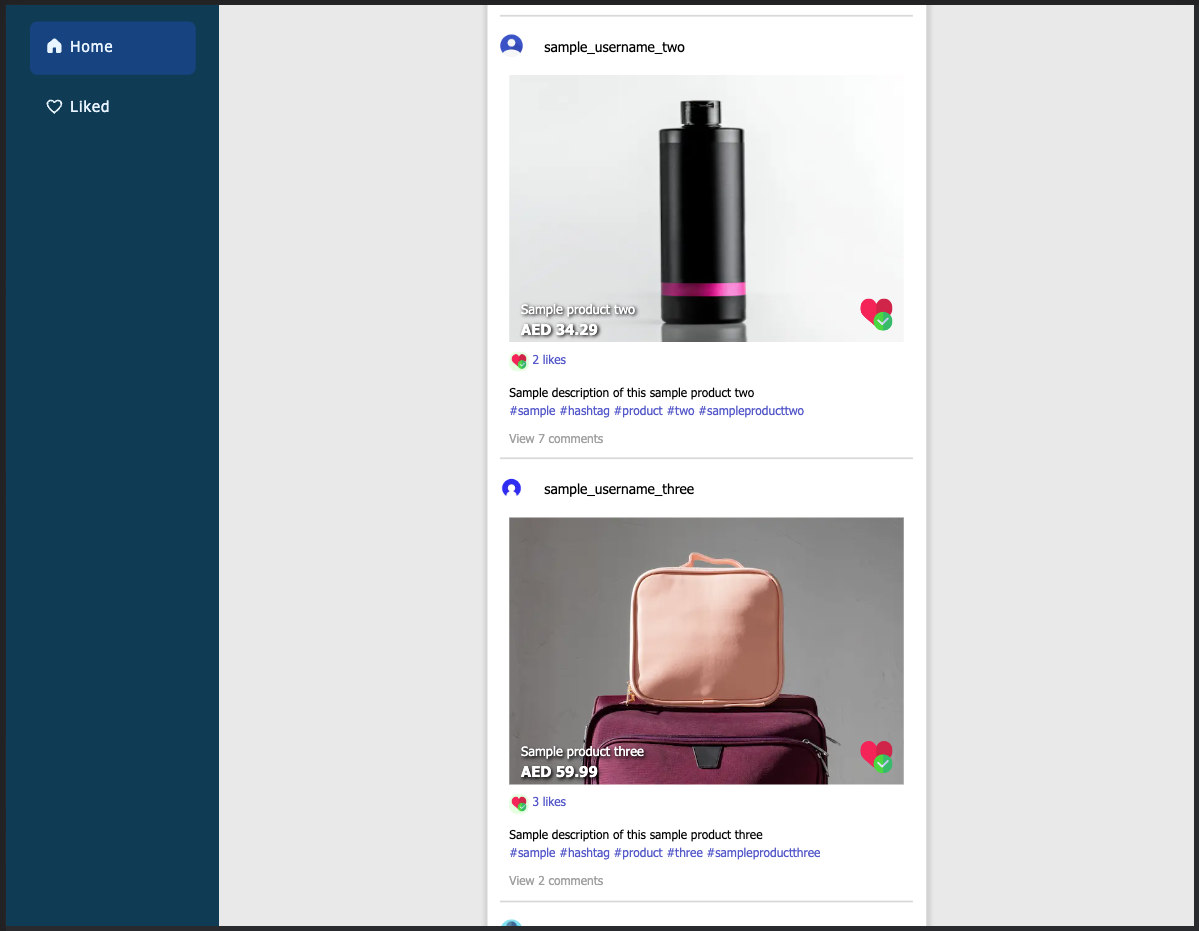 Home
Liked
sample_username_two
Sample product two
AED 34.29
2 likes
Sample description of this sample product two
#sample #hashtag #product #two #sampleproducttwo
View 7 comments
sample_username_three
Sample product three
AED 59.99
3 likes
Sample description of this sample product three
#sample #hashtag #product #three #sampleproductthree
View 2 comments